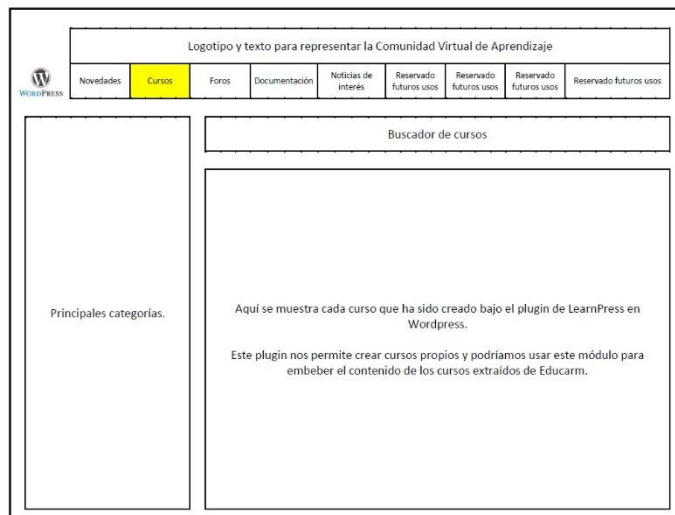 Logotipo y texto para representar la Comunidad Virtual de Aprendizaje
WORDPRESS
Novedades
Cursos
Foros
Documentación
Noticias de
interés
Reservado
futuros usos
Reservado
futuros usos
Reservado
futuros usos
Reservado futuros usos
Buscador de cursos
Principales categorías.
Aquí se muestra cada curso que ha sido creado bajo el plugin de LearnPress en
Wordpress.
Este plugin nos permite crear cursos propios y podríamos usar este módulo para
embeber el contenido de los cursos extraídos de Educarm.